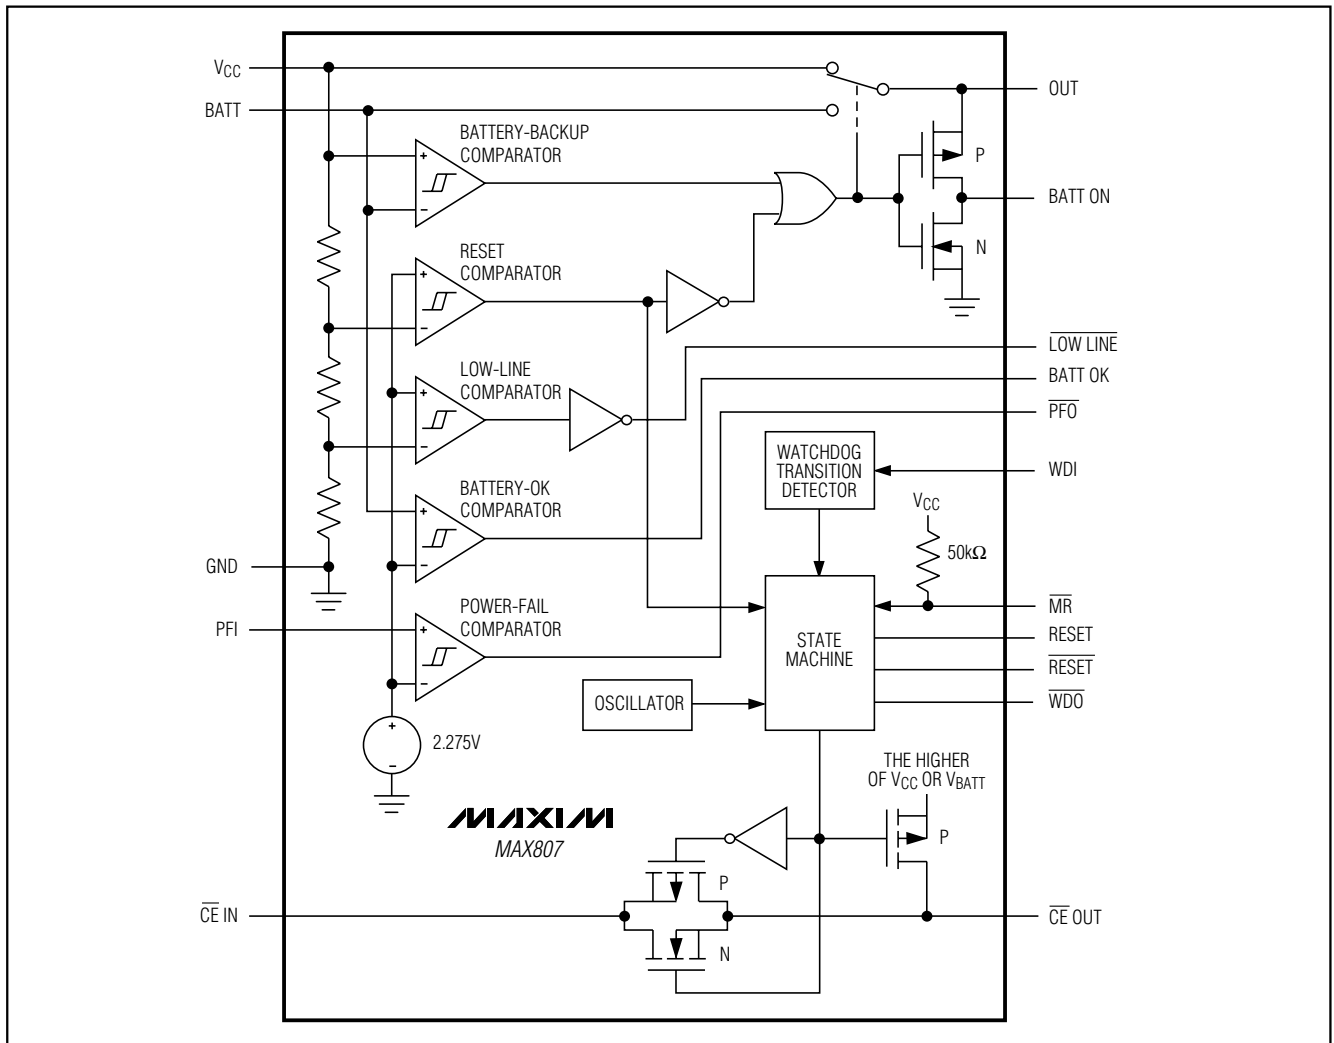 VCC
BATT
GND
PFI
CE IN
BATTERY-BACKUP
COMPARATOR
+
−
RESET
COMPARATOR
+
−
LOW-LINE
COMPARATOR
+
−
BATTERY-OK
COMPARATOR
+
−
POWER-FAIL
COMPARATOR
+
−
+
−
2.275V
MAXIM
MAX807
OSCILLATOR
WATCHDOG
TRANSITION
DETECTOR
STATE
MACHINE
VCC
50kΩ
THE HIGHER
OF VCC OR VBATT
P
P
N
P
N
OUT
BATT ON
LOW LINE
BATT OK
PFO
WDI
MR
RESET
RESET
WDO
CE OUT